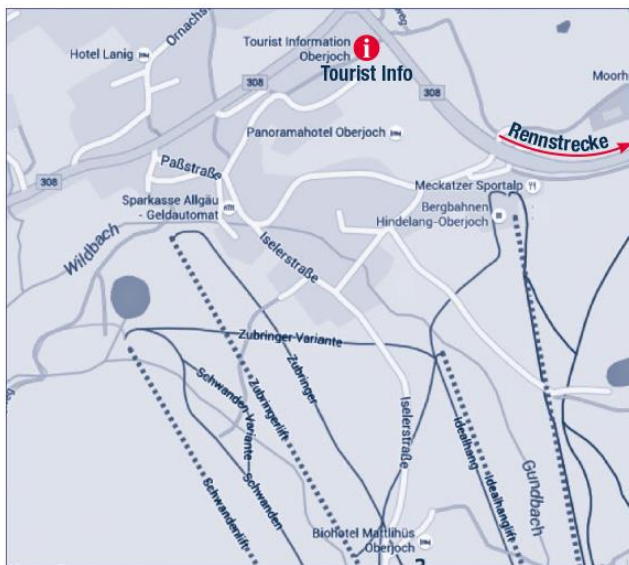 weg
Ornachs
Hotel Lanig
Tourist Information
Oberjoch
i
Tourist Info
308
308
Moorh
Rennstrecke
Panoramahotel Oberjoch
Paßstraße
308
Meckatzer Sportalp
Sparkasse Allgäu
- Geldautomat
Bergbahnen
Hindelang-Oberjoch
Wildbach
Iselerstraße
Zubringer-Variante
Zubringer
Schwanden-Variante
Zubringerlift
Iselerstraße
Idealhang
Idealhanglift
Gundbach
Schwandenlift
Schwanden
Biohotel Mattlihüs
Oberjoch